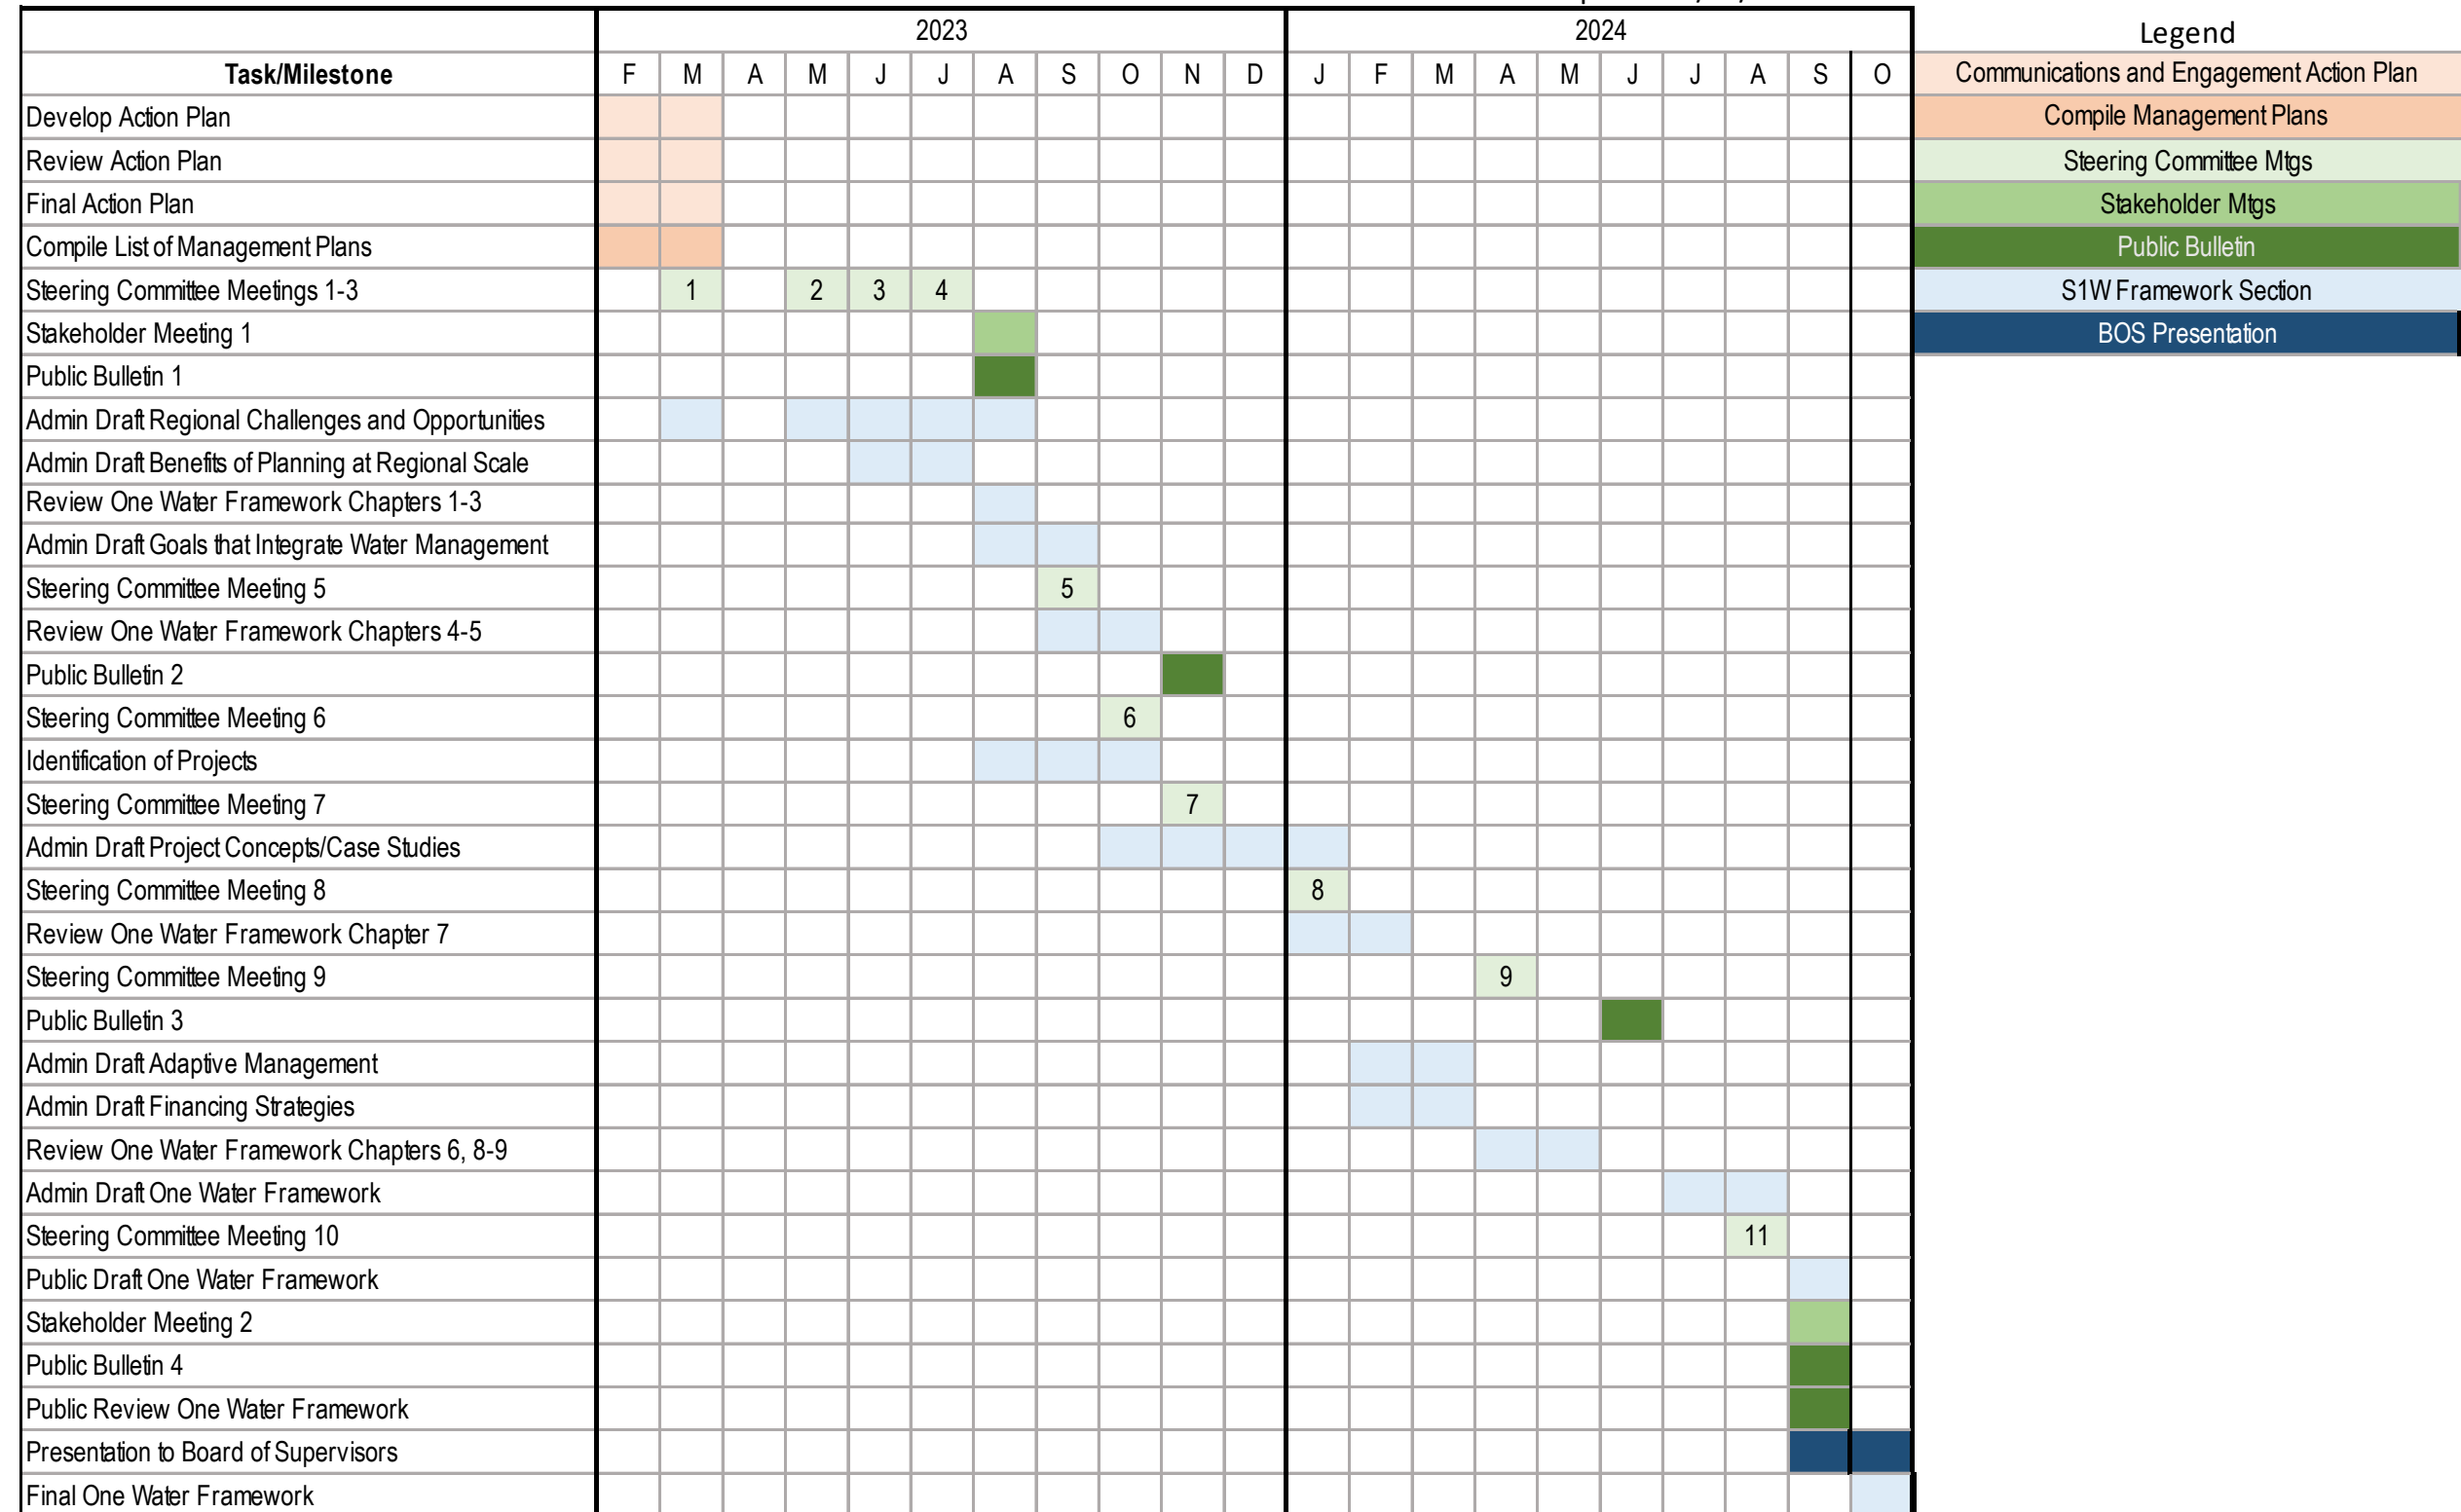 2023 2024 Legend
Task/Milestone F M A M J J A S O N D J F M A M J J A S O Communications and Engagement Action Plan
Develop Action Plan Compile Management Plans
Review Action Plan Steering Committee Mtgs
Final Action Plan Stakeholder Mtgs
Compile List of Management Plans Public Bulletin
Steering Committee Meetings 1-3 1 2 3 4 S1W Framework Section
Stakeholder Meeting 1 BOS Presentation
Public Bulletin 1
Admin Draft Regional Challenges and Opportunities
Admin Draft Benefits of Planning at Regional Scale
Review One Water Framework Chapters 1-3
Admin Draft Goals that Integrate Water Management
Steering Committee Meeting 5 5
Review One Water Framework Chapters 4-5
Public Bulletin 2
Steering Committee Meeting 6 6
Identification of Projects
Steering Committee Meeting 7 7
Admin Draft Project Concepts/Case Studies
Steering Committee Meeting 8 8
Review One Water Framework Chapter 7
Steering Committee Meeting 9 9
Public Bulletin 3
Admin Draft Adaptive Management
Admin Draft Financing Strategies
Review One Water Framework Chapters 6, 8-9
Admin Draft One Water Framework
Steering Committee Meeting 10 11
Public Draft One Water Framework
Stakeholder Meeting 2
Public Bulletin 4
Public Review One Water Framework
Presentation to Board of Supervisors
Final One Water Framework